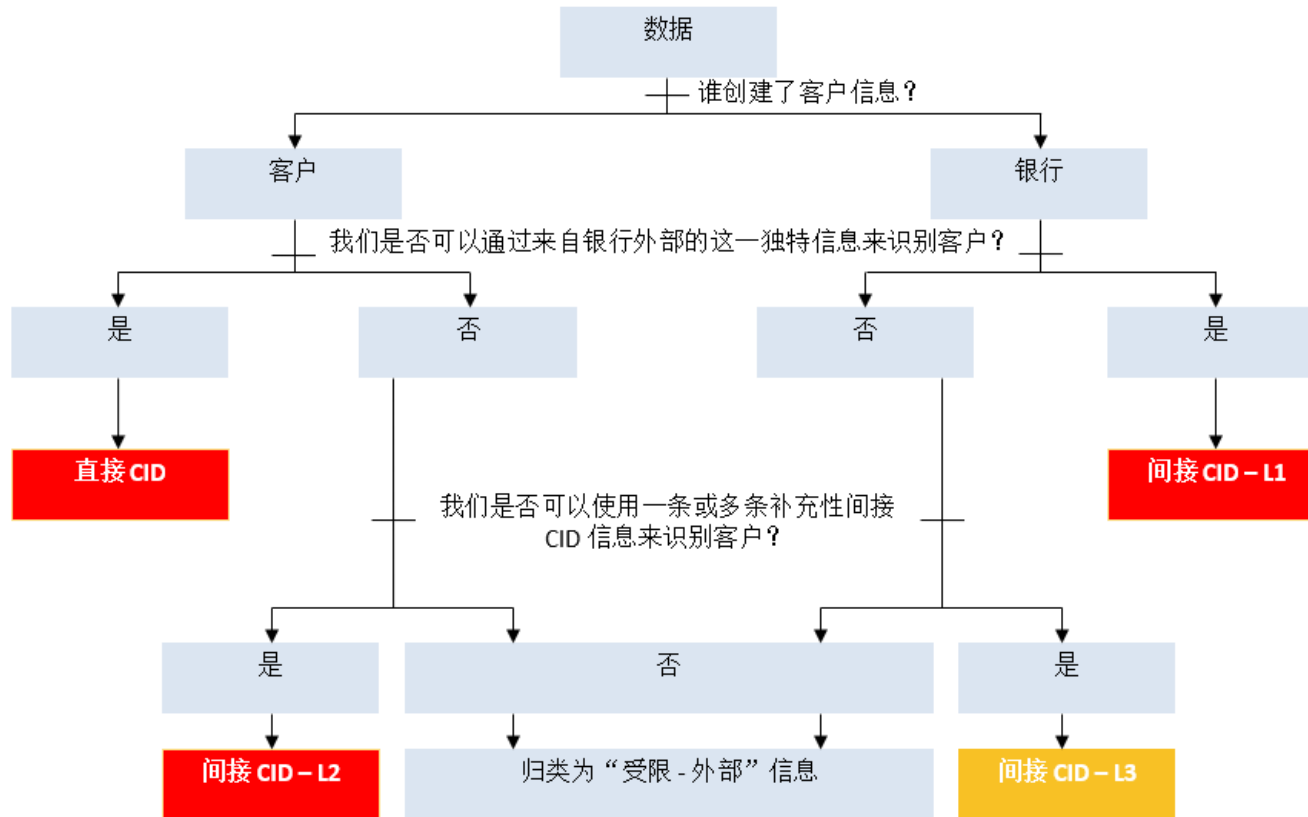 数据
谁创建了客户信息？
客户
银行
我们是否可以通过来自银行外部的这一独特信息来识别客户？
是
否
否
是
直接 CID
间接 CID – L1
我们是否可以使用一条或多条补充性间接
CID 信息来识别客户？
是
否
是
间接 CID – L2
归类为“受限 - 外部”信息
间接 CID – L3